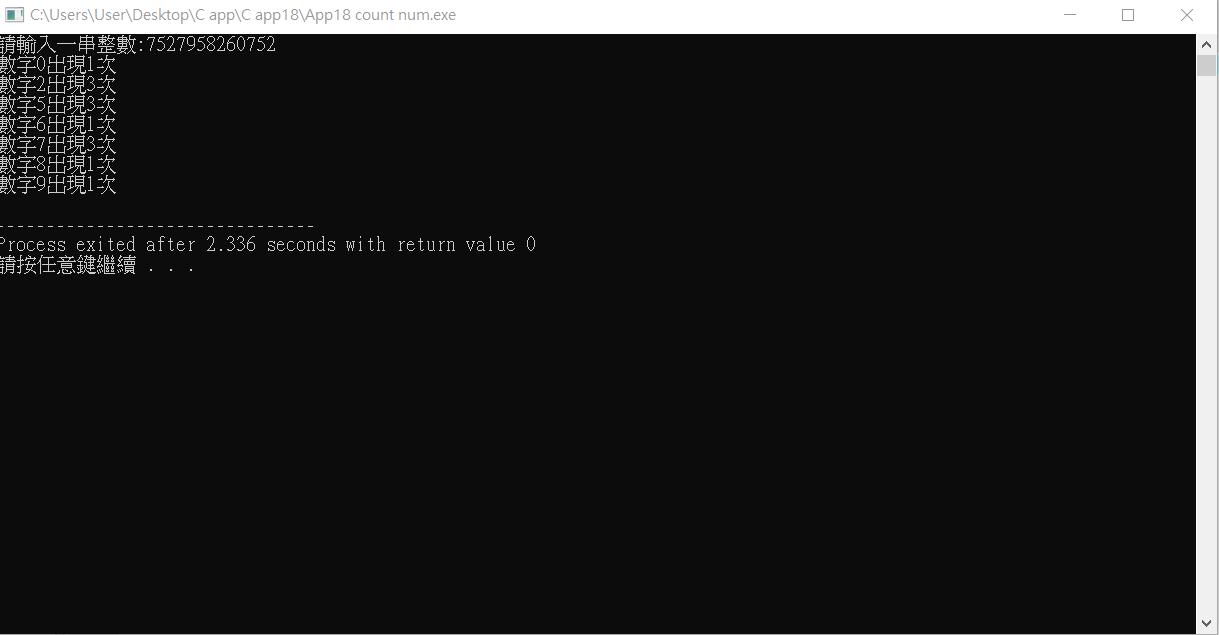 C:\Users\User\Desktop\C app\C app18\App18 count num.exe
請輸入一串整數:7527958260752
數字0出現1次
數字2出現3次
數字5出現3次
數字6出現1次
數字7出現3次
數字8出現1次
數字9出現1次
--------------------------------
Process exited after 2.336 seconds with return value 0
請按任意鍵繼續 . . .